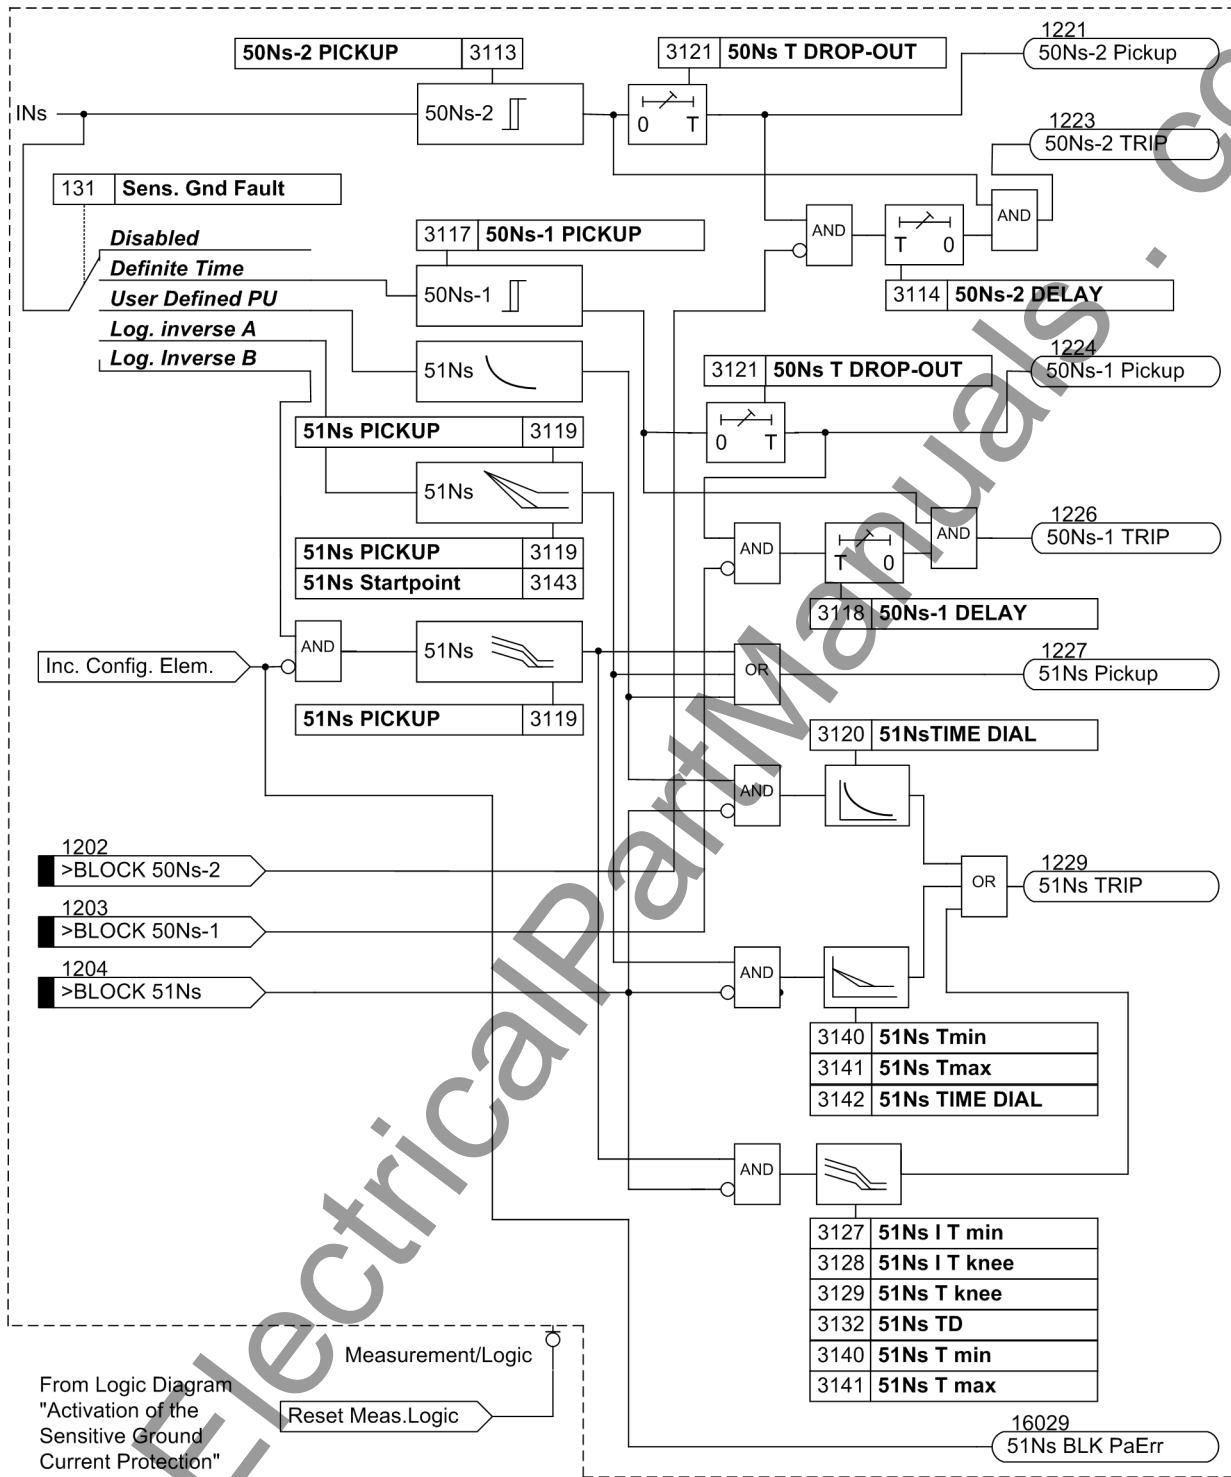 50Ns-2 PICKUP 3113
3121 50Ns T DROP-OUT
1221
50Ns-2 Pickup
INs
50Ns-2
0 T
1223
50Ns-2 TRIP
131 Sens. Gnd Fault
AND
AND
T 0
3114 50Ns-2 DELAY
Disabled
Definite Time
User Defined PU
Log. inverse A
Log. Inverse B
3117 50Ns-1 PICKUP
50Ns-1
51Ns
3121 50Ns T DROP-OUT
1224
50Ns-1 Pickup
0 T
51Ns PICKUP 3119
51Ns
51Ns PICKUP 3119
51Ns Startpoint 3143
AND
T 0
AND
1226
50Ns-1 TRIP
3118 50Ns-1 DELAY
Inc. Config. Elem.
AND
51Ns
51Ns PICKUP 3119
OR
1227
51Ns Pickup
3120 51NsTIME DIAL
AND
1202
>BLOCK 50Ns-2
1203
>BLOCK 50Ns-1
1204
>BLOCK 51Ns
OR
1229
51Ns TRIP
AND
3140 51Ns Tmin
3141 51Ns Tmax
3142 51Ns TIME DIAL
AND
3127 51Ns I T min
3128 51Ns I T knee
3129 51Ns T knee
3132 51Ns TD
3140 51Ns T min
3141 51Ns T max
Measurement/Logic
From Logic Diagram
"Activation of the
Sensitive Ground
Current Protection"
Reset Meas.Logic
16029
51Ns BLK PaErr
ElectricalPartManuals . co